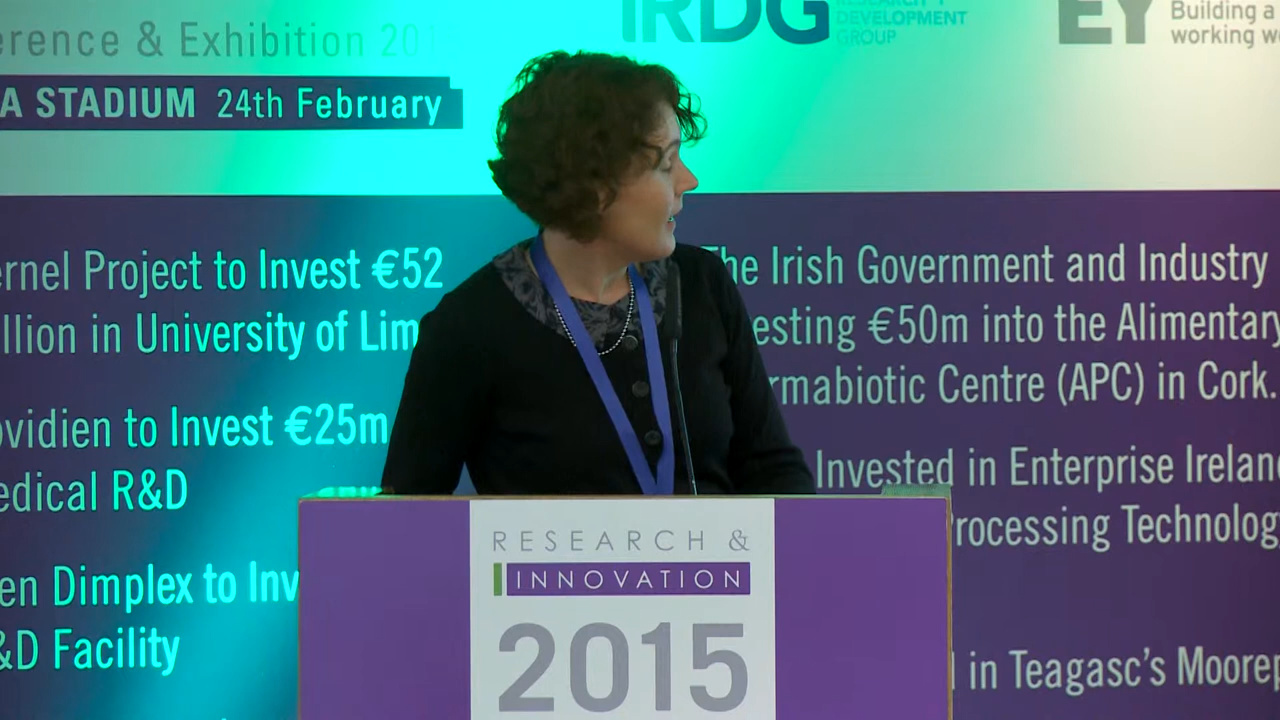 erence & Exhibition 201
A STADIUM 24th February
IRDG
DEVELOPMENT
GROUP
EY
Building a
working w
ernel Project to Invest €52
llion in University of Lim
ovidien to Invest €25m
edical R&D
en Dimplex to Inv
&D Facility
he Irish Government and Industry
esting €50m into the Alimentary
rmabiotic Centre (APC) in Cork.
Invested in Enterprise Irelan
rocessing Technolog
in Teagasc's Moorep
RESEARCH &
INNOVATION
2015